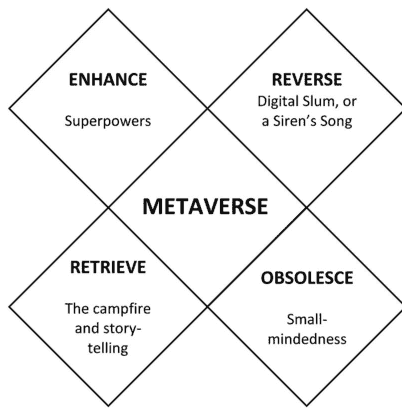 ENHANCE
Superpowers
REVERSE
Digital Slum, or
a Siren's Song
METAVERSE
RETRIEVE
The campfire
and story-
telling
OBSOLESCE
Small-
mindedness